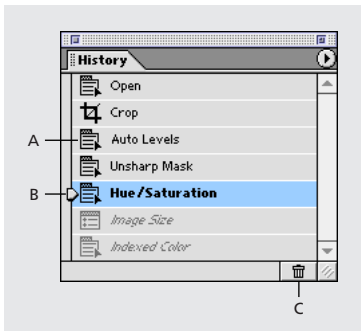 History
Open
Crop
A Auto Levels
Unsharp Mask
B Hue/Saturation
Image Size
Indexed Color
C